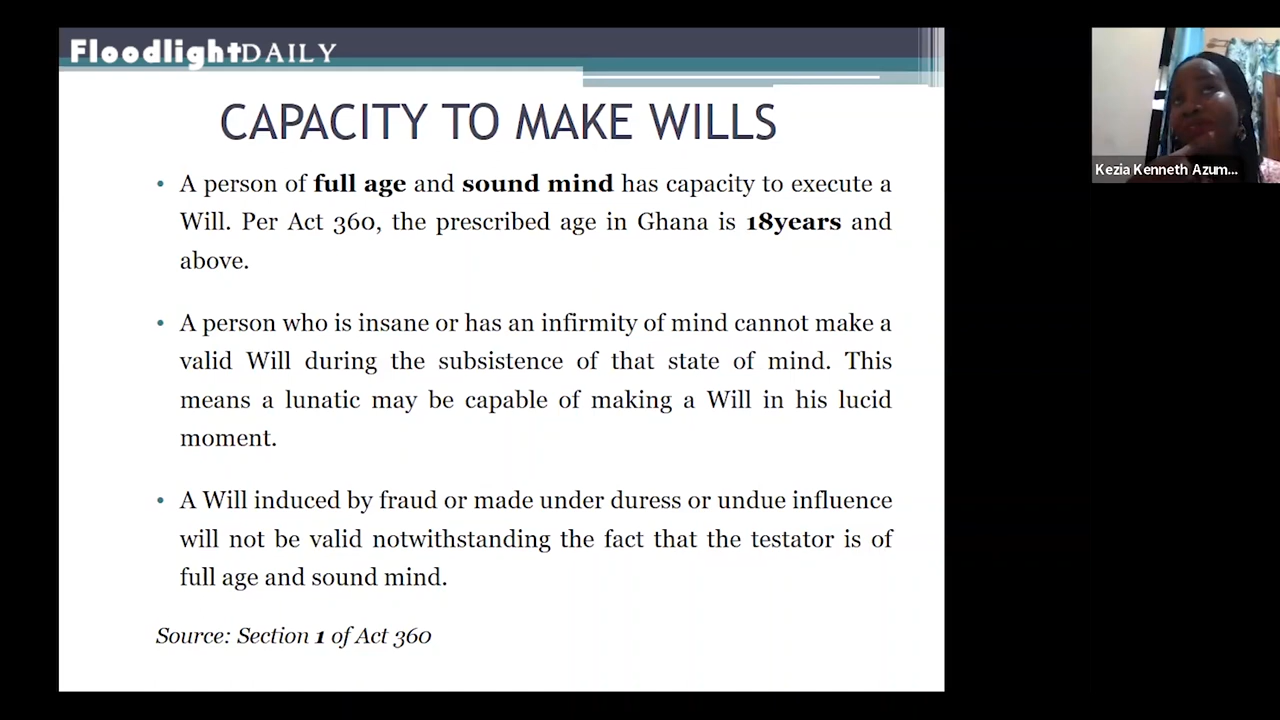 FloodlightDAILY
CAPACITY TO MAKE WILLS
• A person of full age and sound mind has capacity to execute a
Will. Per Act 360, the prescribed age in Ghana is 18years and
above.
• A person who is insane or has an infirmity of mind cannot make a
valid Will during the subsistence of that state of mind. This
means a lunatic may be capable of making a Will in his lucid
moment.
• A Will induced by fraud or made under duress or undue influence
will not be valid notwithstanding the fact that the testator is of
full age and sound mind.
Source: Section 1 of Act 360
Kezia Kenneth Azum...